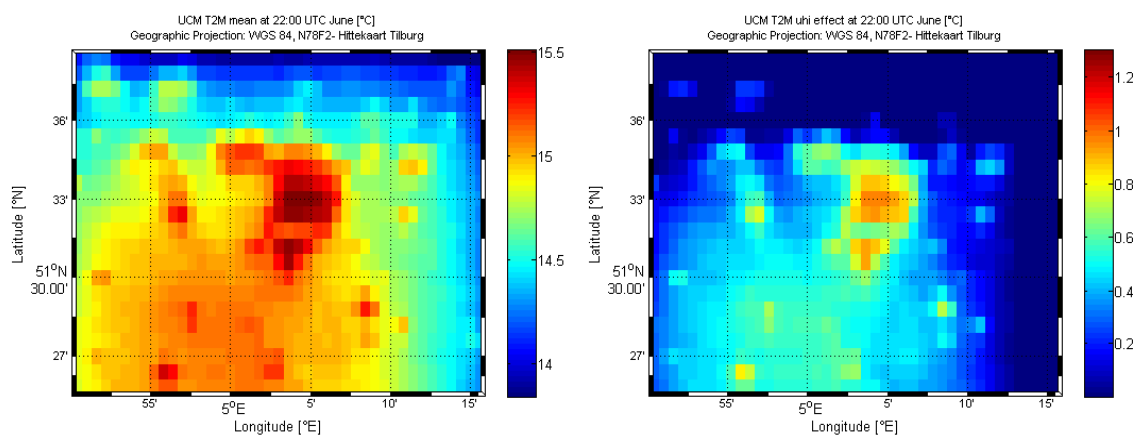 UCM T2M mean at 22:00 UTC June [°C]
Geographic Projection: WGS 84, N78F2- Hittekaart Tilburg
36'
33'
51°N
30.00'
27'
Latitude [°N]
55'
5°E
5'
10'
15'
Longitude [°E]
15.5
15
14.5
14
UCM T2M uhi effect at 22:00 UTC June [°C]
Geographic Projection: WGS 84, N78F2- Hittekaart Tilburg
36'
33'
51°N
30.00'
27'
Latitude [°N]
55'
5°E
5'
10'
15'
Longitude [°E]
1.2
1
0.8
0.6
0.4
0.2